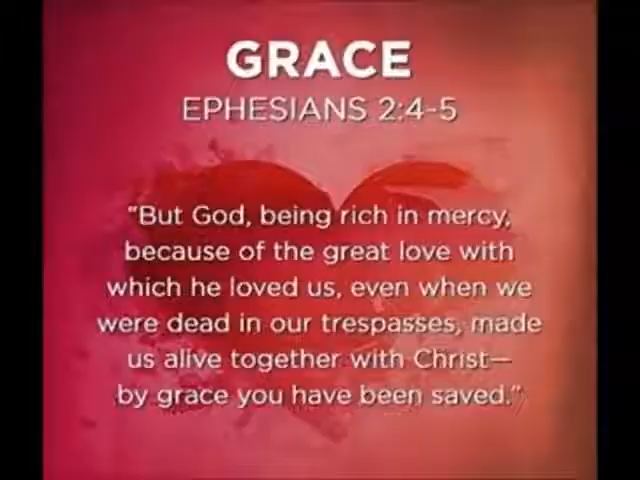 GRACE
EPHESIANS 2:4-5
“But God, being rich in mercy,
because of the great love with
which he loved us, even when we
were dead in our trespasses, made
us alive together with Christ—
by grace you have been saved.”